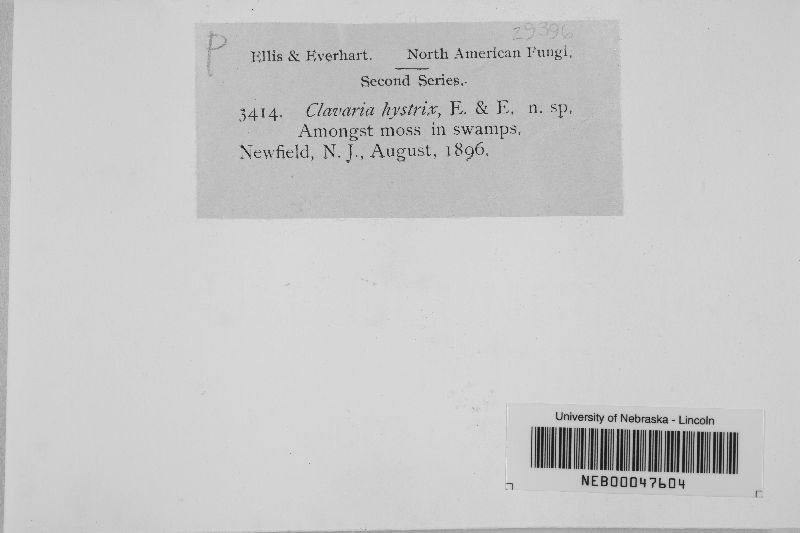 P
29396
Ellis & Everhart. North American Fungi.
Second Series.
3414. Clavaria hystrix, E. & E. n. sp.
Amongst moss in swamps.
Newfield, N. J., August, 1896.
University of Nebraska - Lincoln
NEB00047604